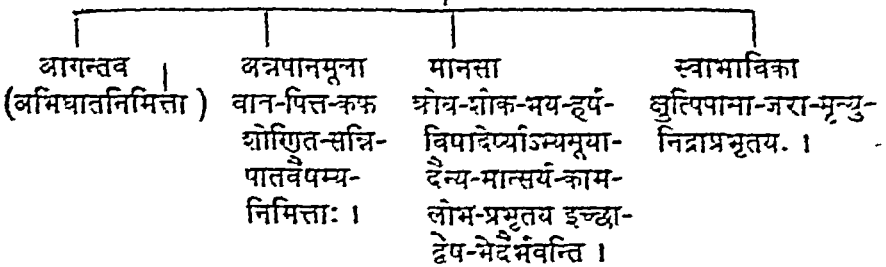 आगन्तव
(अभिघातनिमित्ता)
अन्नपानमूला
वात-पित्त-कफ
शोणित-सन्नि-
पातवैषम्य-
निमित्ताः ।
मानसा
क्रोध-शोक-भय-हर्ष-
विषादेर्ष्याऽभ्यसूया-
दैन्य-मात्सर्य-काम-
लोभ-प्रभृतय इच्छा-
द्वेष-भेदैर्भवन्ति ।
स्वाभाविका
क्षुत्पिपासा-जरा-मृत्यु-
निद्राप्रभृतय. ।